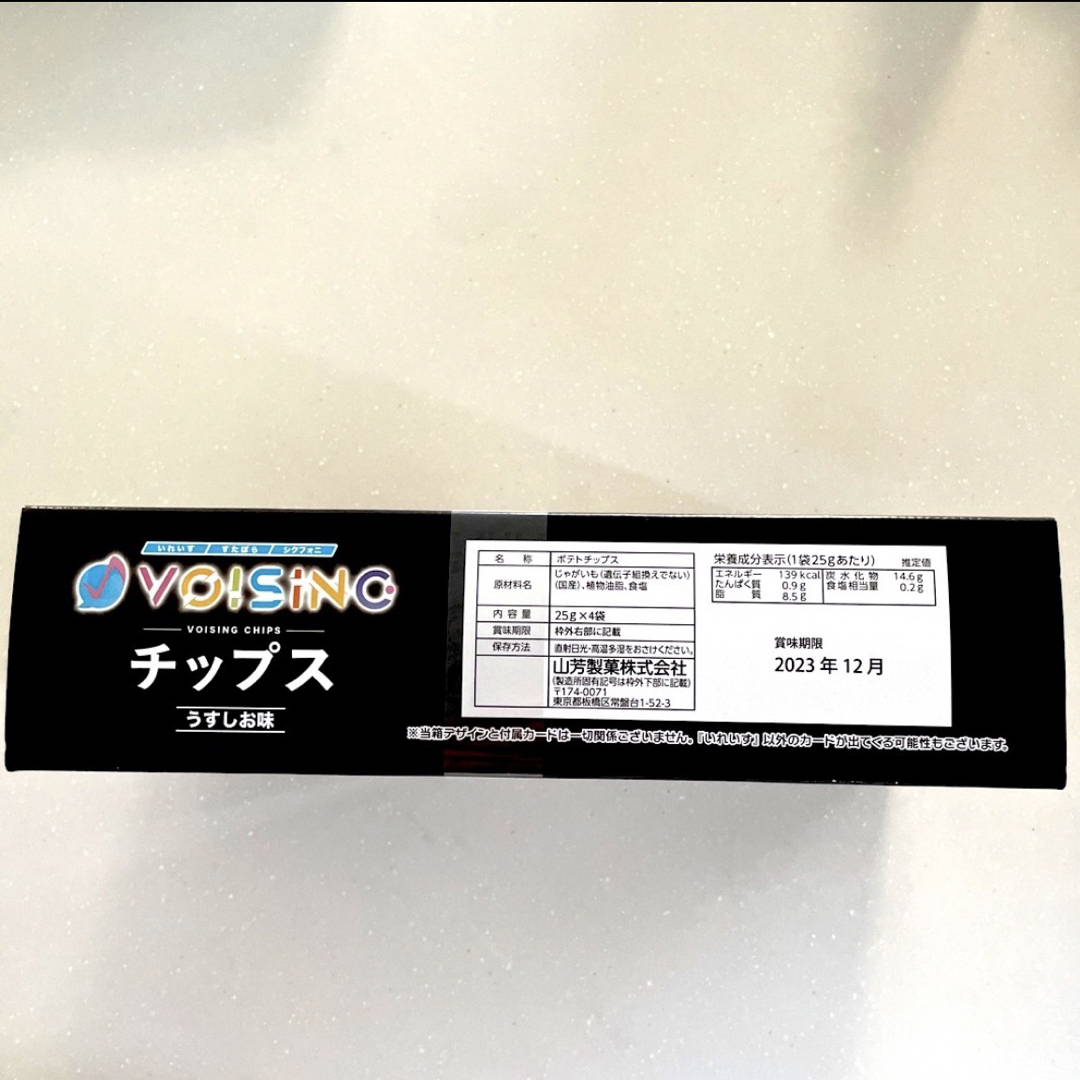 いれいす / すたぽら / シクフォニ
VOISING
VOISING CHIPS
チップス
うすしお味
名称 ポテトチップス
原材料名 じゃがいも(遺伝子組換えでない)
(国産)、植物油脂、食塩
内容量 25g×4袋
賞味期限 枠外右部に記載
保存方法 直射日光・高温多湿をおさけください。
山芳製菓株式会社
(製造所固有記号は枠外下部に記載)
〒174-0071
東京都板橋区常盤台1-52-3
栄養成分表示(1袋25gあたり) 推定値
エネルギー 139kcal 炭水化物 14.6g
たんぱく質 0.9g 食塩相当量 0.2g
脂質 8.5g
賞味期限
2023年12月
※当箱デザインと付属カードは一切関係ございません。『いれいす』以外のカードが出てくる可能性もございます。